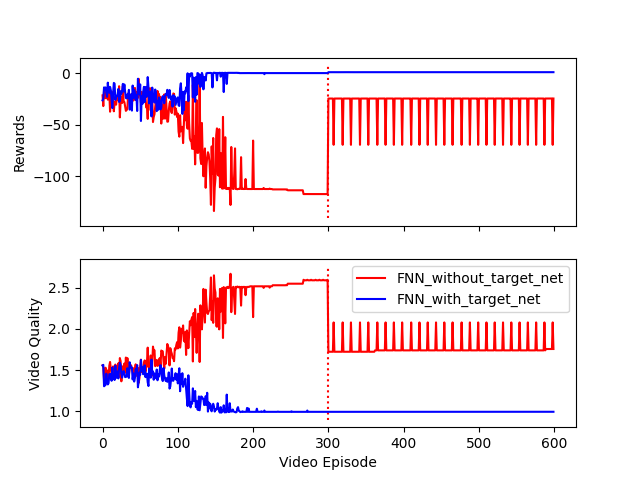 0
−50
−100
Rewards
2.5
2.0
1.5
1.0
Video Quality
FNN_without_target_net
FNN_with_target_net
0 100 200 300 400 500 600
Video Episode